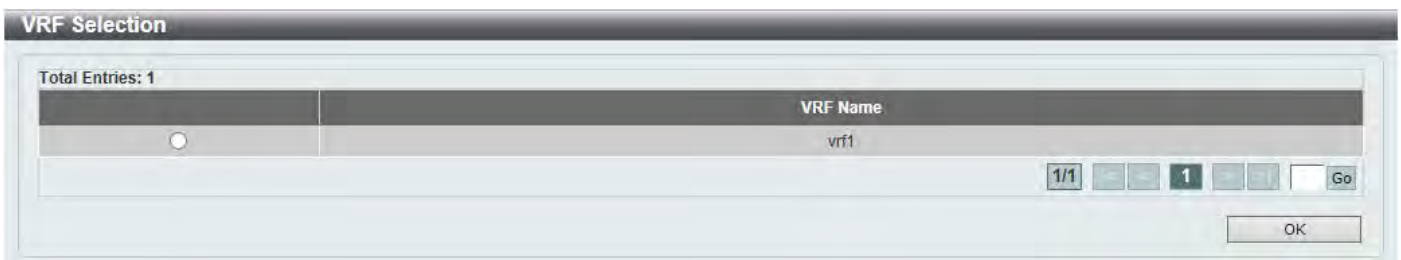 VRF Selection
Total Entries: 1
VRF Name
vrf1
1/1 |< < 1 > >| Go
OK